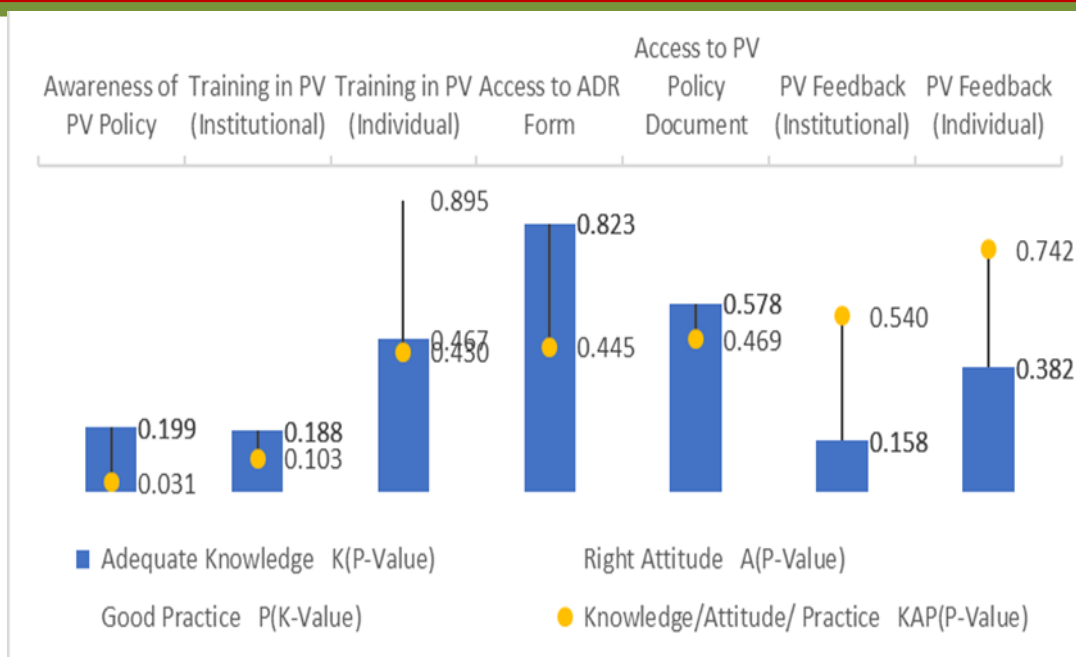 Awareness of PV Policy
Training in PV (Institutional)
Training in PV (Individual)
Access to ADR Form
Access to PV Policy Document
PV Feedback (Institutional)
PV Feedback (Individual)
0.199
0.031
0.188
0.103
0.895
0.467
0.430
0.823
0.445
0.578
0.469
0.540
0.158
0.742
0.382
Adequate Knowledge K(P-Value)
Right Attitude A(P-Value)
Good Practice P(K-Value)
Knowledge/Attitude/ Practice KAP(P-Value)